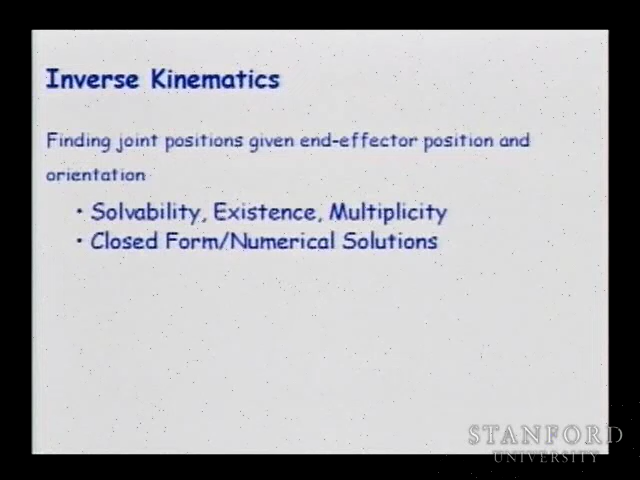 Inverse Kinematics
Finding joint positions given end-effector position and
orientation
• Solvability, Existence, Multiplicity
• Closed Form/Numerical Solutions
STANFORD
UNIVERSITY